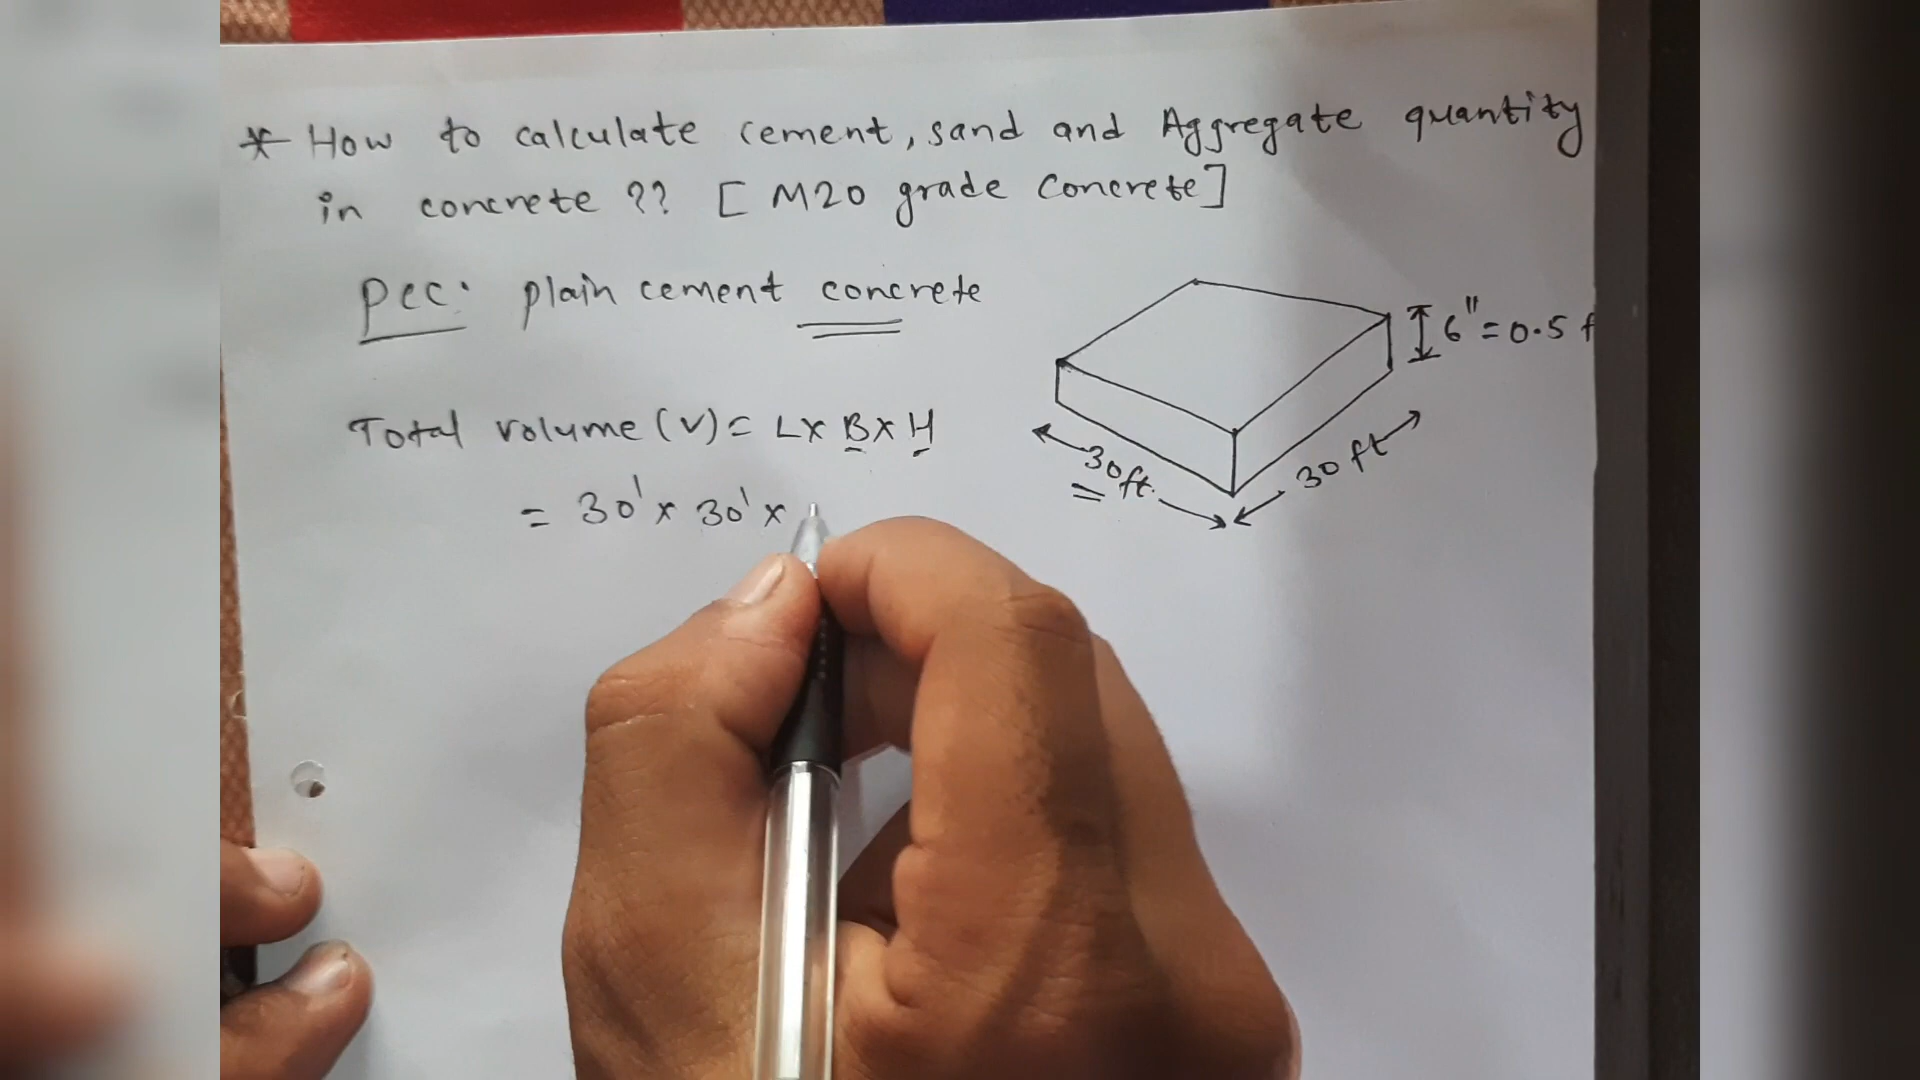 * How to calculate cement, sand and Aggregate quantity
in concrete ?? [ M20 grade Concrete]
PCC: plain cement concrete
6" = 0.5 f
Total volume (V) = L x B x H
30 ft.
30 ft
= 30' x 30' x